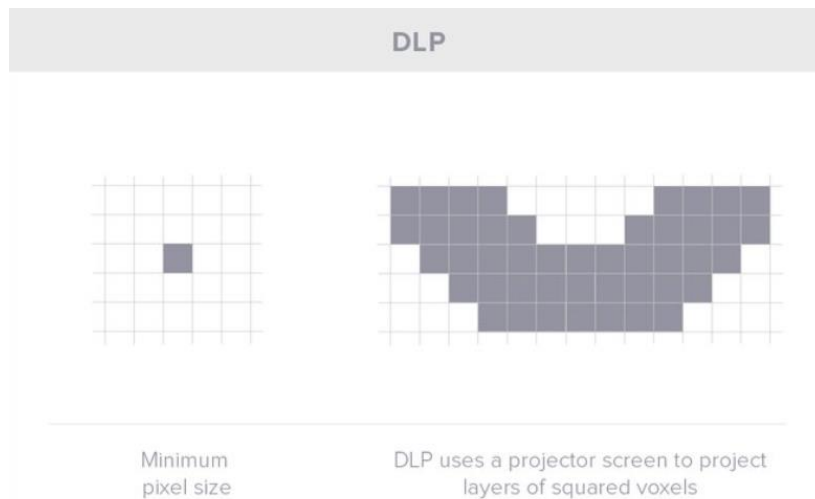 DLP
Minimum
pixel size
DLP uses a projector screen to project
layers of squared voxels